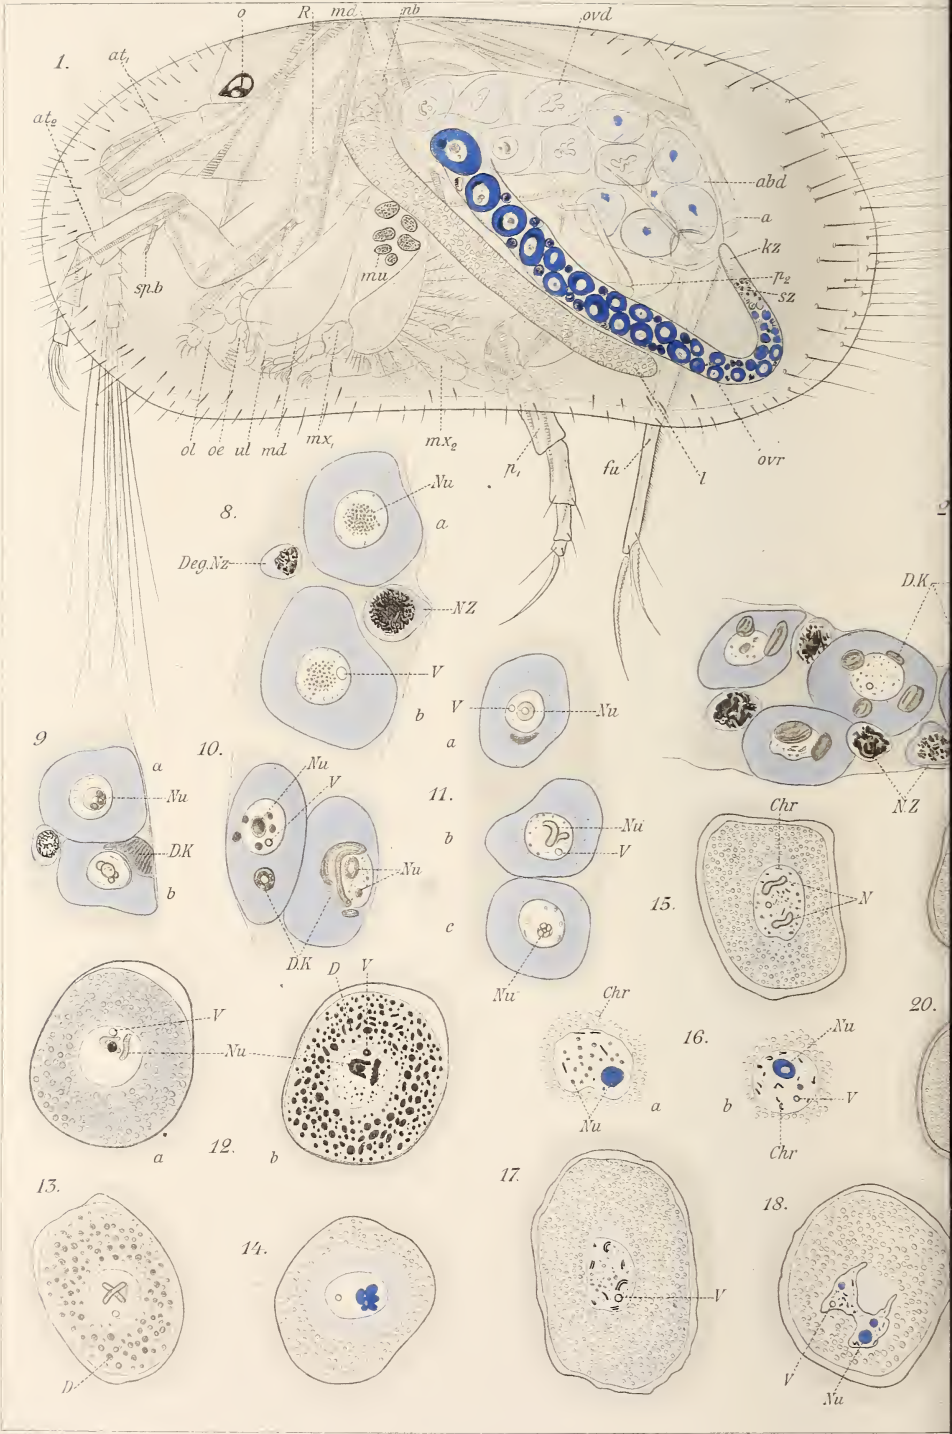 1.
o
R
md
nb
ovd
at₁
at₂
abd
a
kz
p₂
sz
sp.b
mu
ol oe ul md mx₁ mx₂
p₁
fu
l
ovr
8.
Nu
a
Deg.Nz
NZ
V
b
D.K
V
Nu
a
N.Z
9
a
Nu
D.K
b
10.
Nu
V
Nu
D.K
11.
b
Nu
V
c
Nu
Chr
15.
N
V
Nu
a
12.
D V
b
Chr
16.
Nu
a
Nu
b
V
Chr
20.
13.
D
14.
17.
V
18.
V
Nu